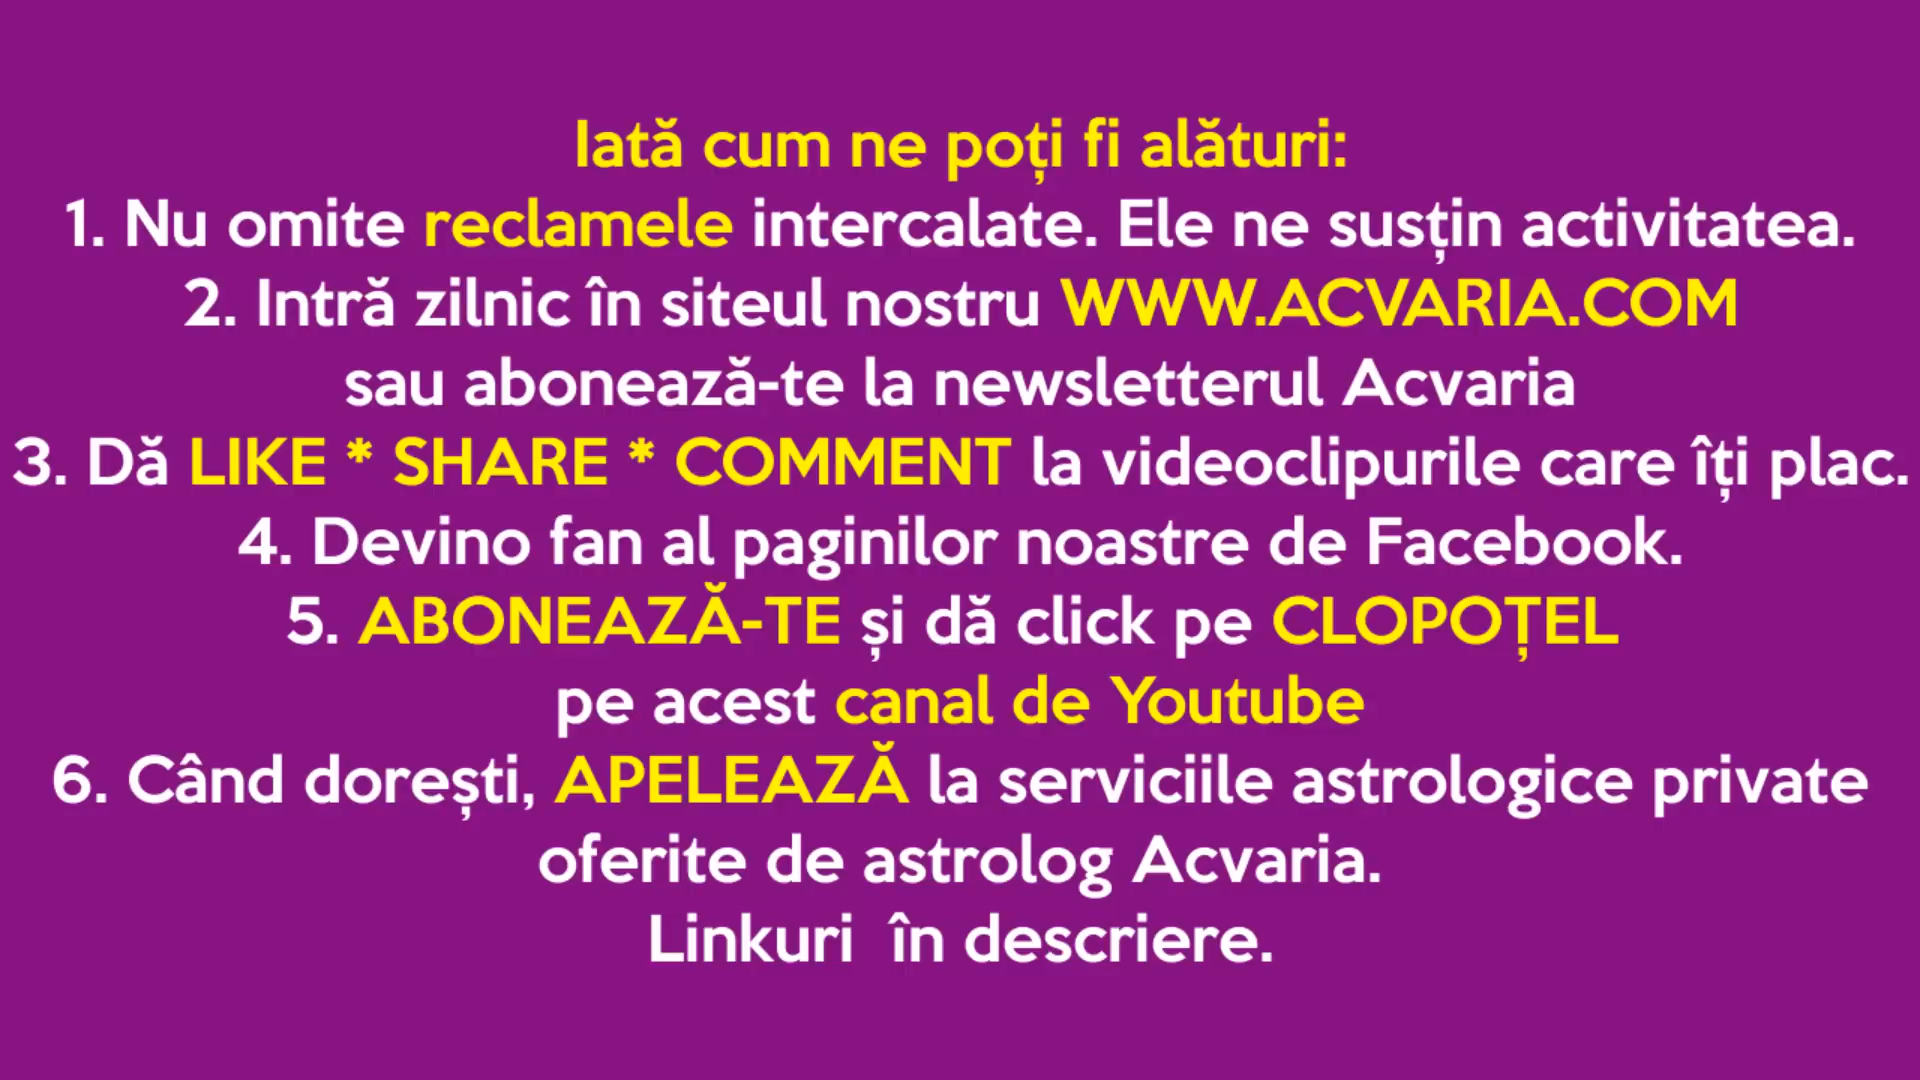 Iată cum ne poți fi alături:
1. Nu omite reclamele intercalate. Ele ne susțin activitatea.
2. Intră zilnic în siteul nostru WWW.ACVARIA.COM
sau abonează-te la newsletterul Acvaria
3. Dă LIKE * SHARE * COMMENT la videoclipurile care îți plac.
4. Devino fan al paginilor noastre de Facebook.
5. ABONEAZĂ-TE și dă click pe CLOPOȚEL
pe acest canal de Youtube
6. Când dorești, APELEAZĂ la serviciile astrologice private
oferite de astrolog Acvaria.
Linkuri  în descriere.